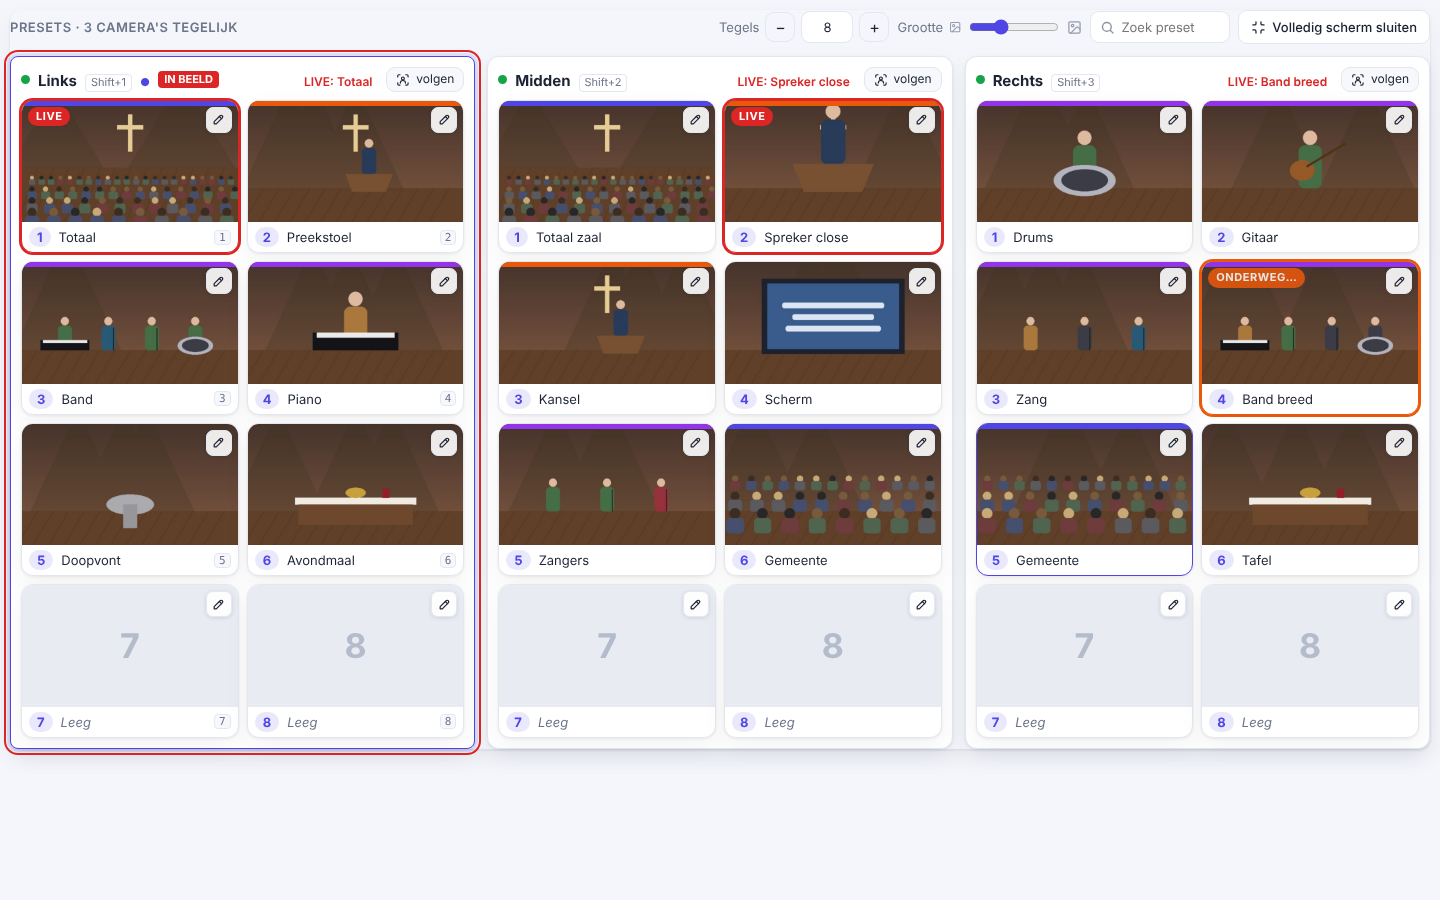 PRESETS · 3 CAMERA'S TEGELIJK
Tegels − 8 + Grootte Zoek preset Volledig scherm sluiten
Links Shift+1 IN BEELD LIVE: Totaal volgen
LIVE
1 Totaal 1
2 Preekstoel 2
3 Band 3
4 Piano 4
5 Doopvont 5
6 Avondmaal 6
7
8
7 Leeg 7
8 Leeg 8
Midden Shift+2 LIVE: Spreker close volgen
LIVE
1 Totaal zaal
2 Spreker close
3 Kansel
4 Scherm
5 Zangers
6 Gemeente
7
8
7 Leeg
8 Leeg
Rechts Shift+3 LIVE: Band breed volgen
1 Drums
2 Gitaar
ONDERWEG...
3 Zang
4 Band breed
5 Gemeente
6 Tafel
7
8
7 Leeg
8 Leeg